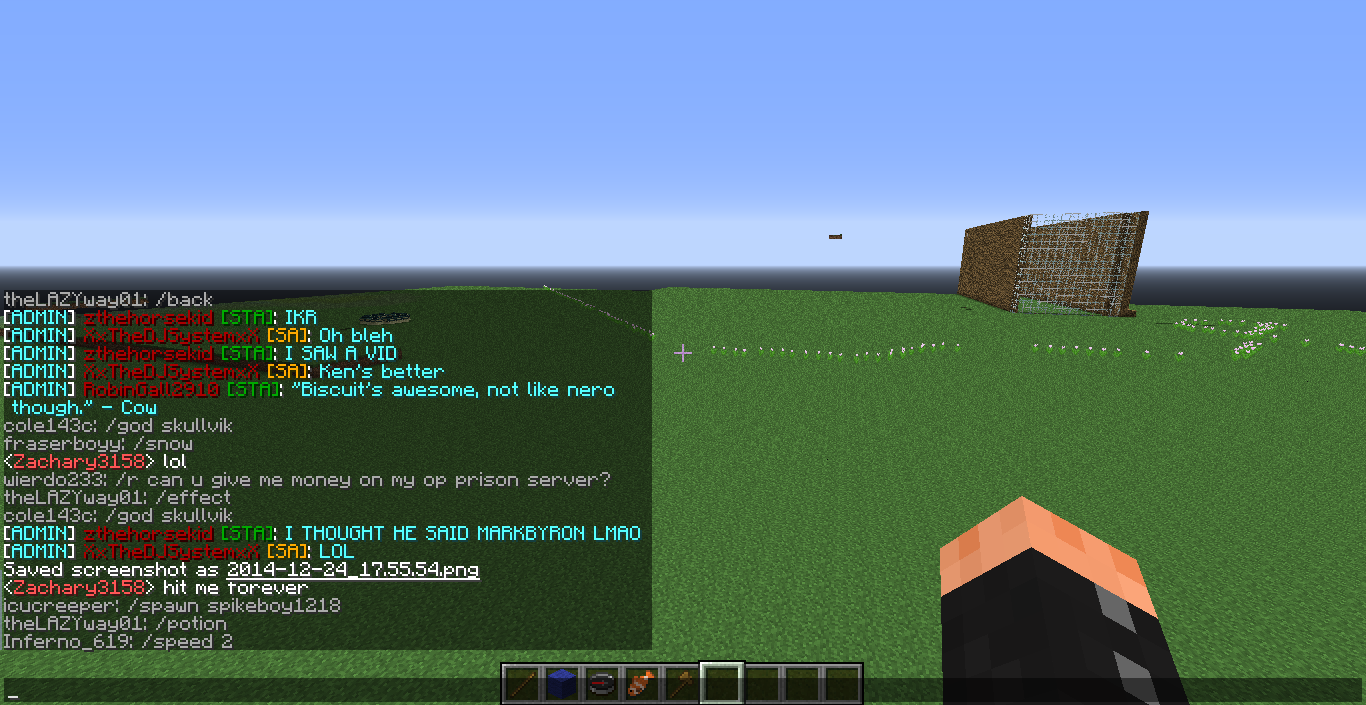 theLAZYway01: /back
[ADMIN] zthehorsekid [STA]: IKR
[ADMIN] XxTheDJSystemxX [SA]: Oh bleh
[ADMIN] zthehorsekid [STA]: I SAW A VID
[ADMIN] XxTheDJSystemxX [SA]: Ken's better
[ADMIN] RobinGall2910 [STA]: "Biscuit's awesome, not like nero
though." - Cow
cole143c: /god skullvik
fraserboyy: /snow
<Zachary3158> lol
wierdo233: /r can u give me money on my op prison server?
theLAZYway01: /effect
cole143c: /god skullvik
[ADMIN] zthehorsekid [STA]: I THOUGHT HE SAID MARKBYRON LMAO
[ADMIN] XxTheDJSystemxX [SA]: LOL
Saved screenshot as 2014-12-24_17.55.54.png
<Zachary3158> hit me forever
icucreeper: /spawn spikeboy1218
theLAZYway01: /potion
Inferno_619: /speed 2
_